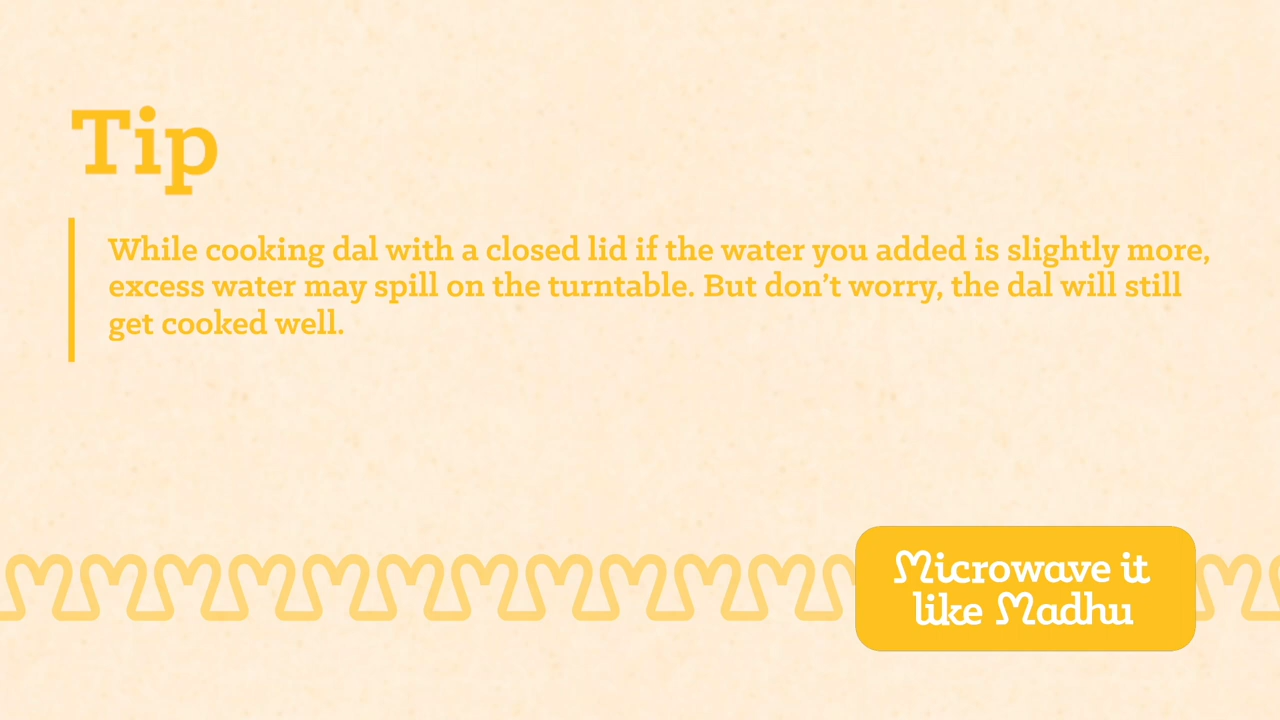 Tip
While cooking dal with a closed lid if the water you added is slightly more,
excess water may spill on the turntable. But don’t worry, the dal will still
get cooked well.
Microwave it
like Madhu